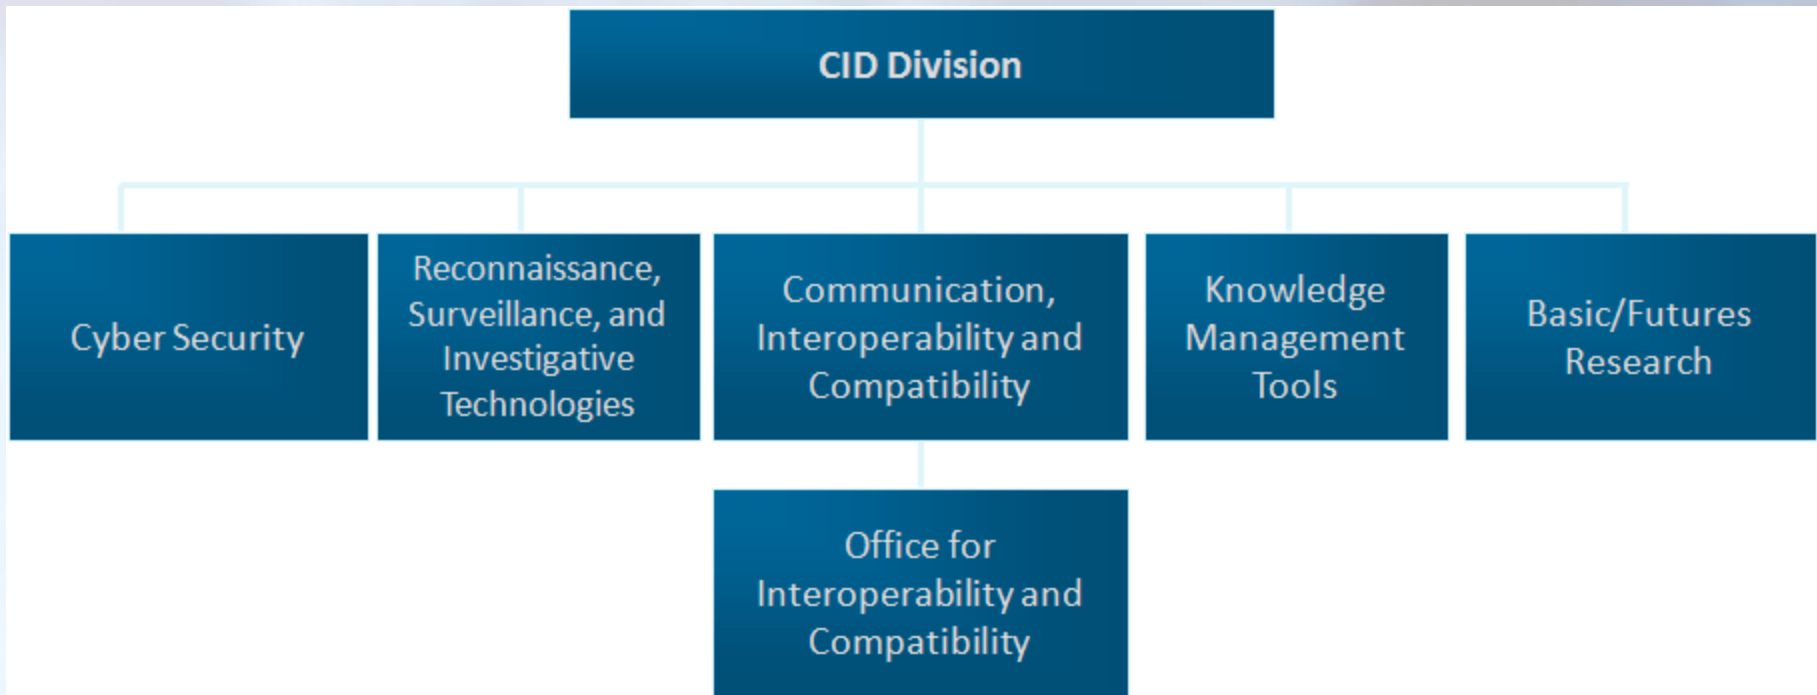 CID Division
Cyber Security
Reconnaissance,
Surveillance, and
Investigative
Technologies
Communication,
Interoperability and
Compatibility
Knowledge
Management
Tools
Basic/Futures
Research
Office for
Interoperability and
Compatibility